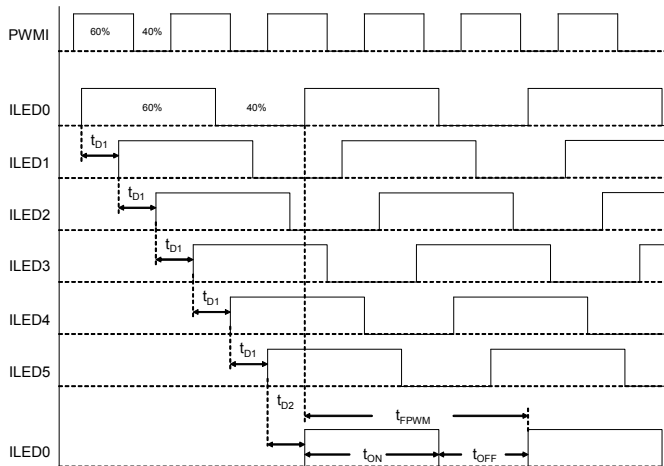 PWMI
60% 40%
ILED0
60% 40%
tD1
ILED1
tD1
ILED2
tD1
ILED3
tD1
ILED4
tD1
ILED5
tD2
tFPWM
ILED0
tON tOFF